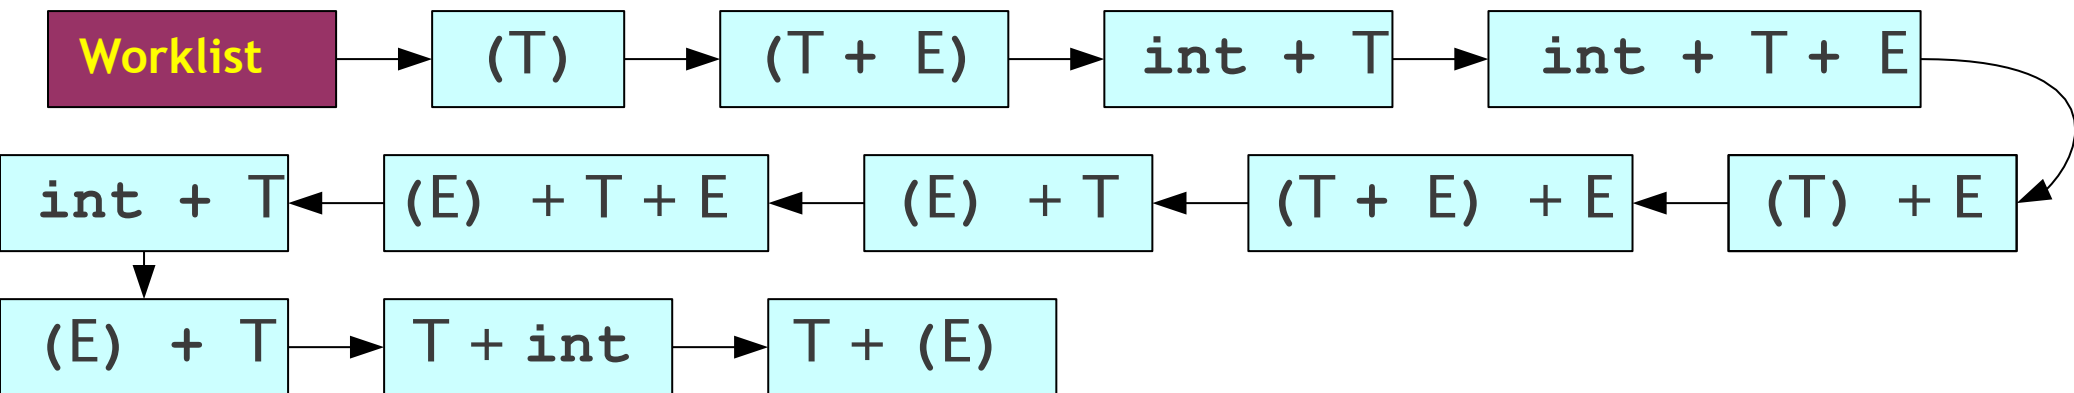 Worklist (T) (T + E) int + T int + T + E
int + T (E) + T + E (E) + T (T + E) + E (T) + E
(E) + T T + int T + (E)